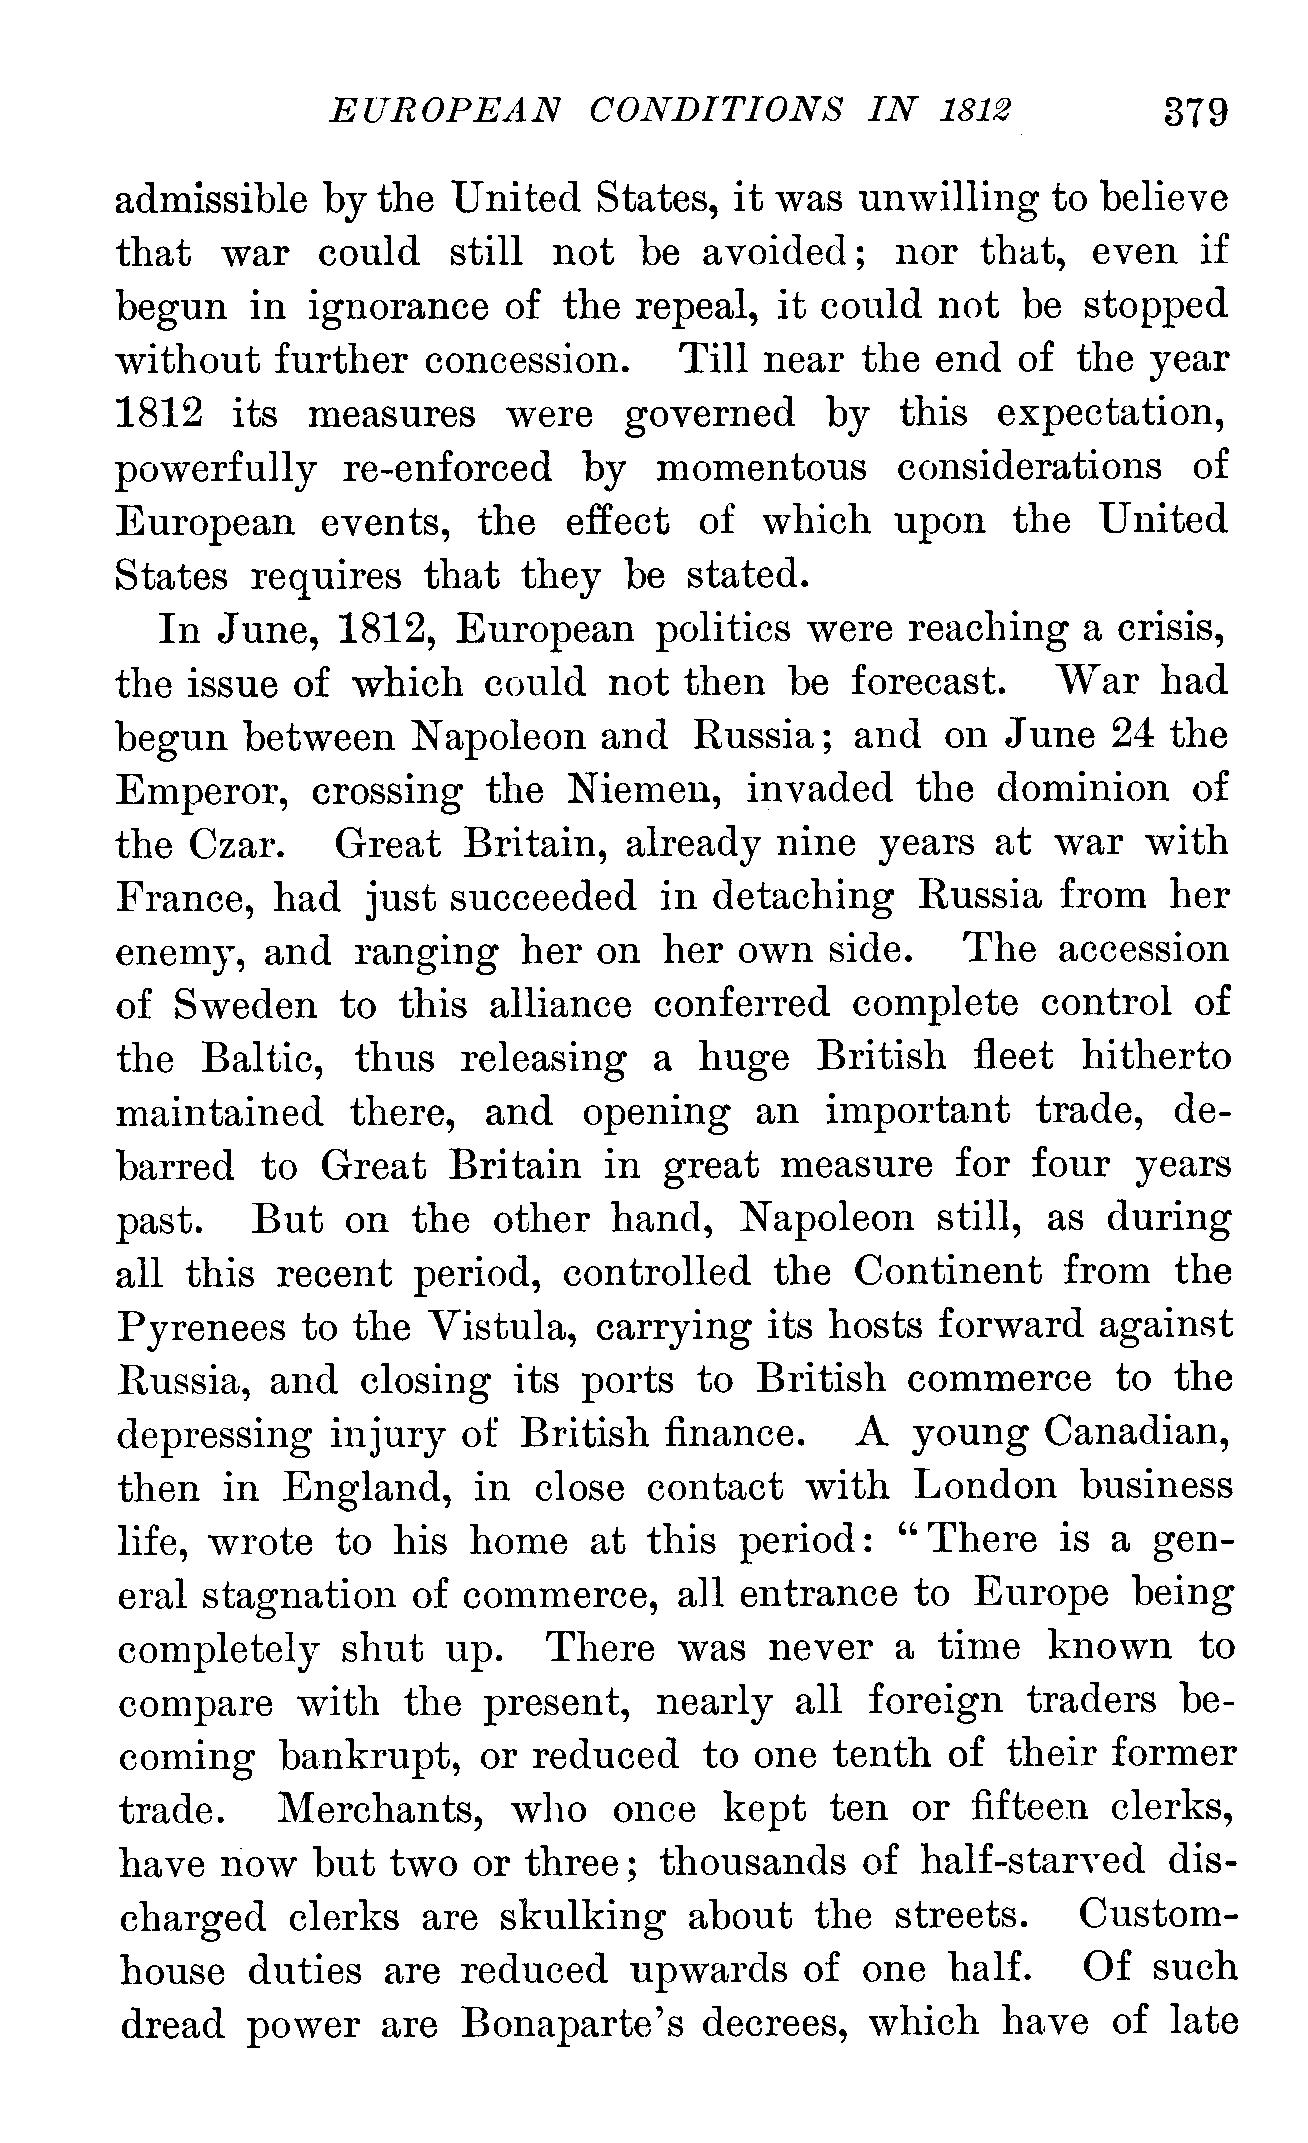 EUROPEAN CONDITIONS IN 1812 379
admissible by the United States, it was unwilling to believe
that war could still not be avoided; nor that, even if
begun in ignorance of the repeal, it could not be stopped
without further concession. Till near the end of the year
1812 its measures were governed by this expectation,
powerfully re-enforced by momentous considerations of
European events, the effect of which upon the United
States requires that they be stated.
In June, 1812, European politics were reaching a crisis,
the issue of which could not then be forecast. War had
begun between Napoleon and Russia; and on June 24 the
Emperor, crossing the Niemen, invaded the dominion of
the Czar. Great Britain, already nine years at war with
France, had just succeeded in detaching Russia from her
enemy, and ranging her on her own side. The accession
of Sweden to this alliance conferred complete control of
the Baltic, thus releasing a huge British fleet hitherto
maintained there, and opening an important trade, de-
barred to Great Britain in great measure for four years
past. But on the other hand, Napoleon still, as during
all this recent period, controlled the Continent from the
Pyrenees to the Vistula, carrying its hosts forward against
Russia, and closing its ports to British commerce to the
depressing injury of British finance. A young Canadian,
then in England, in close contact with London business
life, wrote to his home at this period: “There is a gen-
eral stagnation of commerce, all entrance to Europe being
completely shut up. There was never a time known to
compare with the present, nearly all foreign traders be-
coming bankrupt, or reduced to one tenth of their former
trade. Merchants, who once kept ten or fifteen clerks,
have now but two or three; thousands of half-starved dis-
charged clerks are skulking about the streets. Custom-
house duties are reduced upwards of one half. Of such
dread power are Bonaparte’s decrees, which have of late